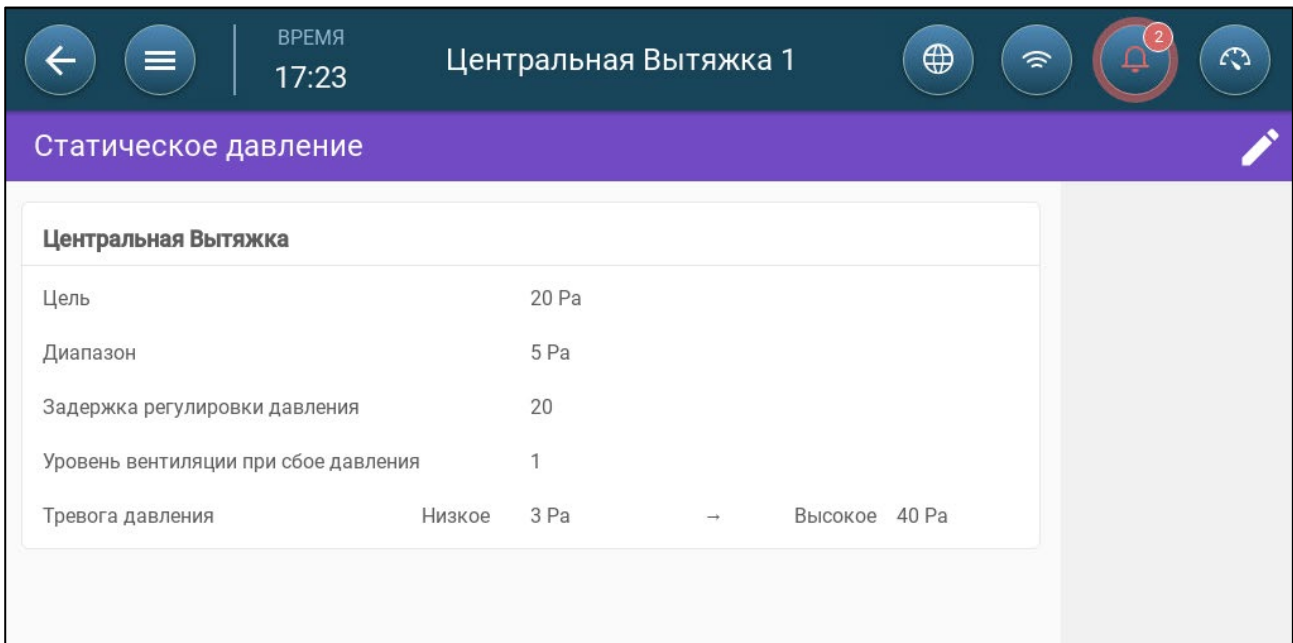 ВРЕМЯ
17:23
Центральная Вытяжка 1
2
Статическое давление
Центральная Вытяжка
Цель 20 Pa
Диапазон 5 Pa
Задержка регулировки давления 20
Уровень вентиляции при сбое давления 1
Тревога давления Низкое 3 Pa → Высокое 40 Pa